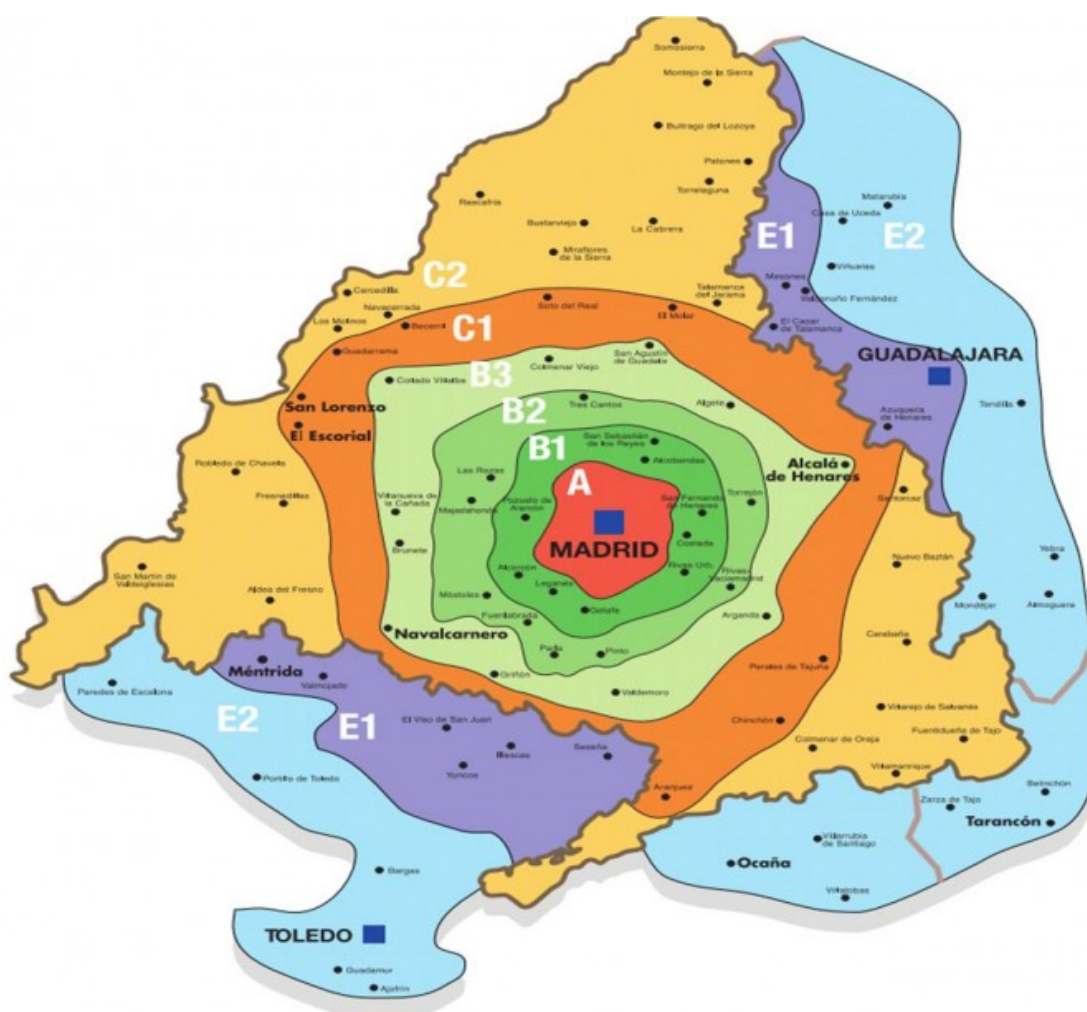 Somosierra
Montejo de la Sierra
Buitrago del Lozoya
Patones
Torrelaguna
Rascafría
Bustarviejo
La Cabrera
Miraflores
de la Sierra
Matarubia
Casa de Uceda
E1
E2
Viñuelas
C2
Cercedilla
Navacerrada
Los Molinos
Becerril
Guadarrama
C1
Soto del Real
El Molar
Talamanca
del Jarama
Mesones
Valdenuño Fernández
El Casar
de Talamanca
GUADALAJARA
B3
Collado Villalba
Colmenar Viejo
San Agustín
de Guadalix
San Lorenzo
El Escorial
B2
Tres Cantos
Algete
Azuqueca
de Henares
Tendilla
B1
San Sebastián
de los Reyes
Alcobendas
Alcalá
de Henares
Robledo de Chavela
Fresnedillas
Las Rozas
A
Villanueva de
la Cañada
Majadahonda
Pozuelo de
Alarcón
San Fernando
de Henares
Torrejón
Santorcaz
MADRID
Coslada
Brunete
Alcorcón
Leganés
Rivas Urb.
Rivas-
Vaciamadrid
Nuevo Baztán
Yebra
San Martín de
Valdeiglesias
Aldea del Fresno
Móstoles
Fuenlabrada
Getafe
Arganda
Mondéjar
Almoguera
Navalcarnero
Parla
Pinto
Carabaña
Méntrida
Valmojado
Griñón
Valdemoro
Perales de Tajuña
Paredes de Escalona
E2
E1
El Viso de San Juan
Illescas
Seseña
Yuncos
Chinchón
Villarejo de Salvanés
Fuentidueña de Tajo
Colmenar de Oreja
Villamanrique
Portillo de Toledo
Aranjuez
Belinchón
Zarza de Tajo
Tarancón
Villarrubia
de Santiago
Ocaña
Villatobas
Bargas
TOLEDO
Guadamur
Ajofrín